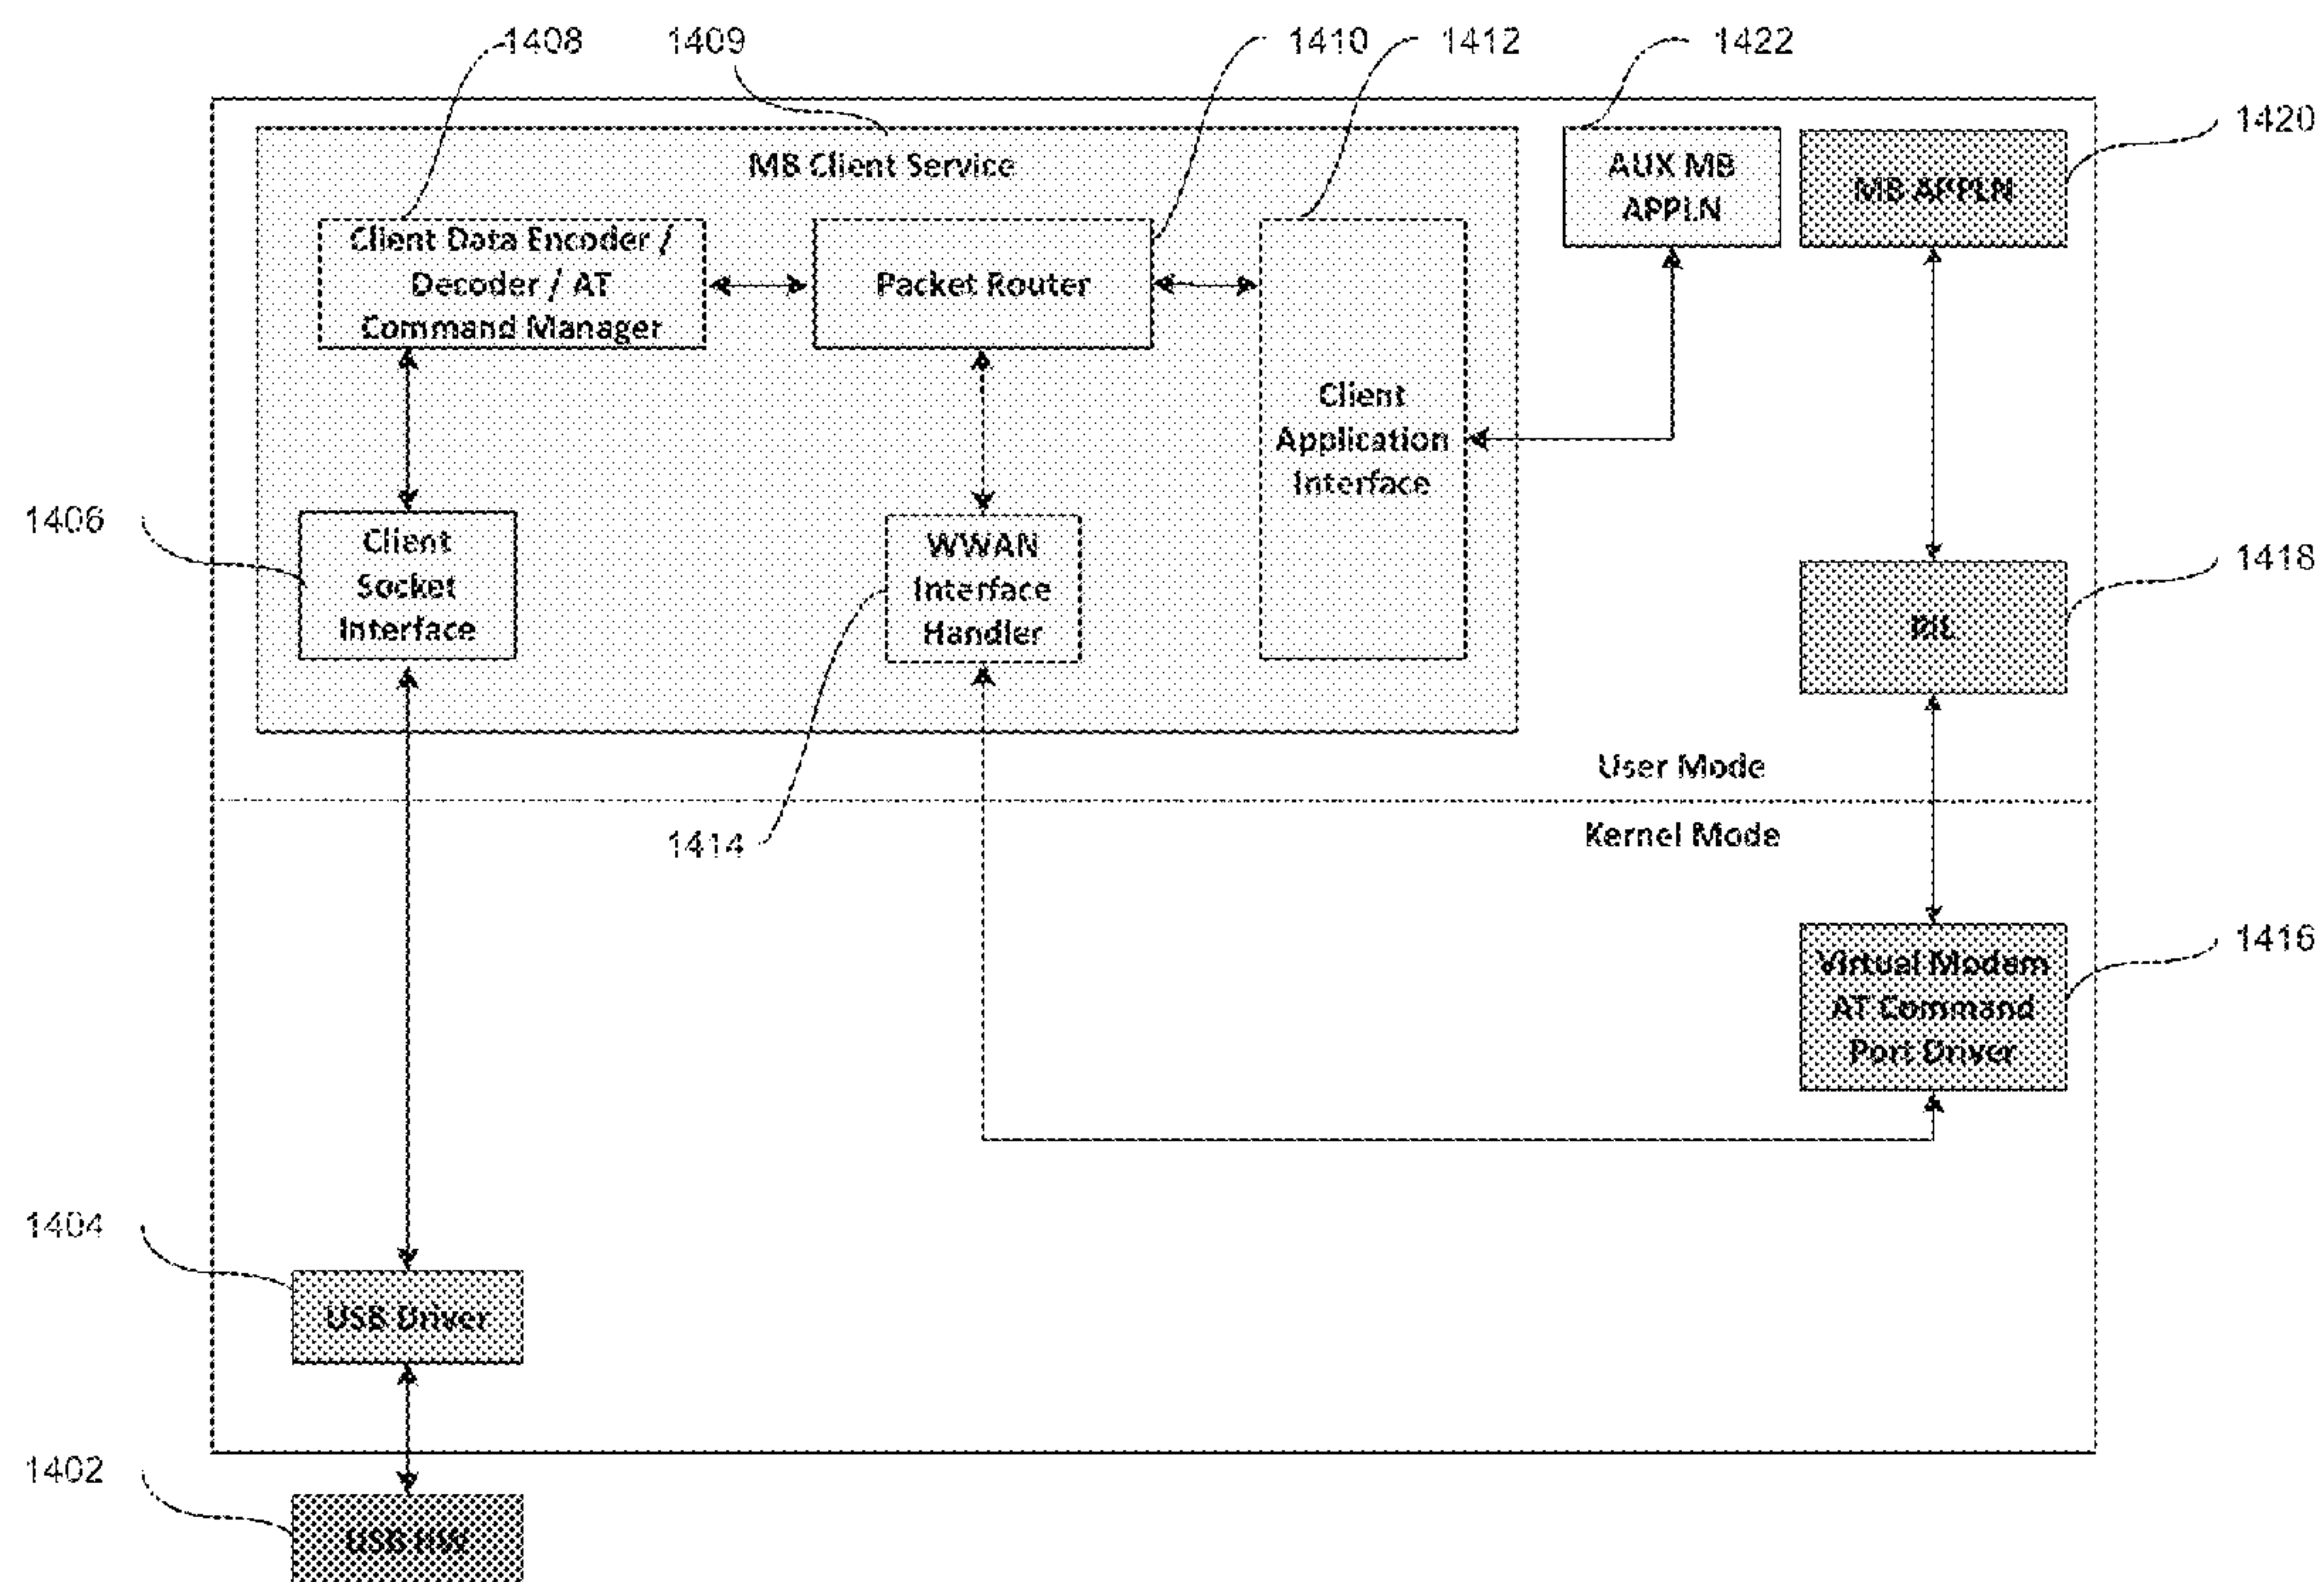 1408
1409
1410
1412
1422
1420
MB Client Service
AUX MB
APPLN
MB APPLN
Client Data Encoder /
Decoder / AT
Command Manager
Packet Router
Client
Application
Interface
1406
Client
Socket
Interface
WWAN
Interface
Handler
1418
RIL
User Mode
Kernel Mode
1414
1416
Virtual Modem
AT Command
Port Driver
1404
USB Driver
1402
USB HW